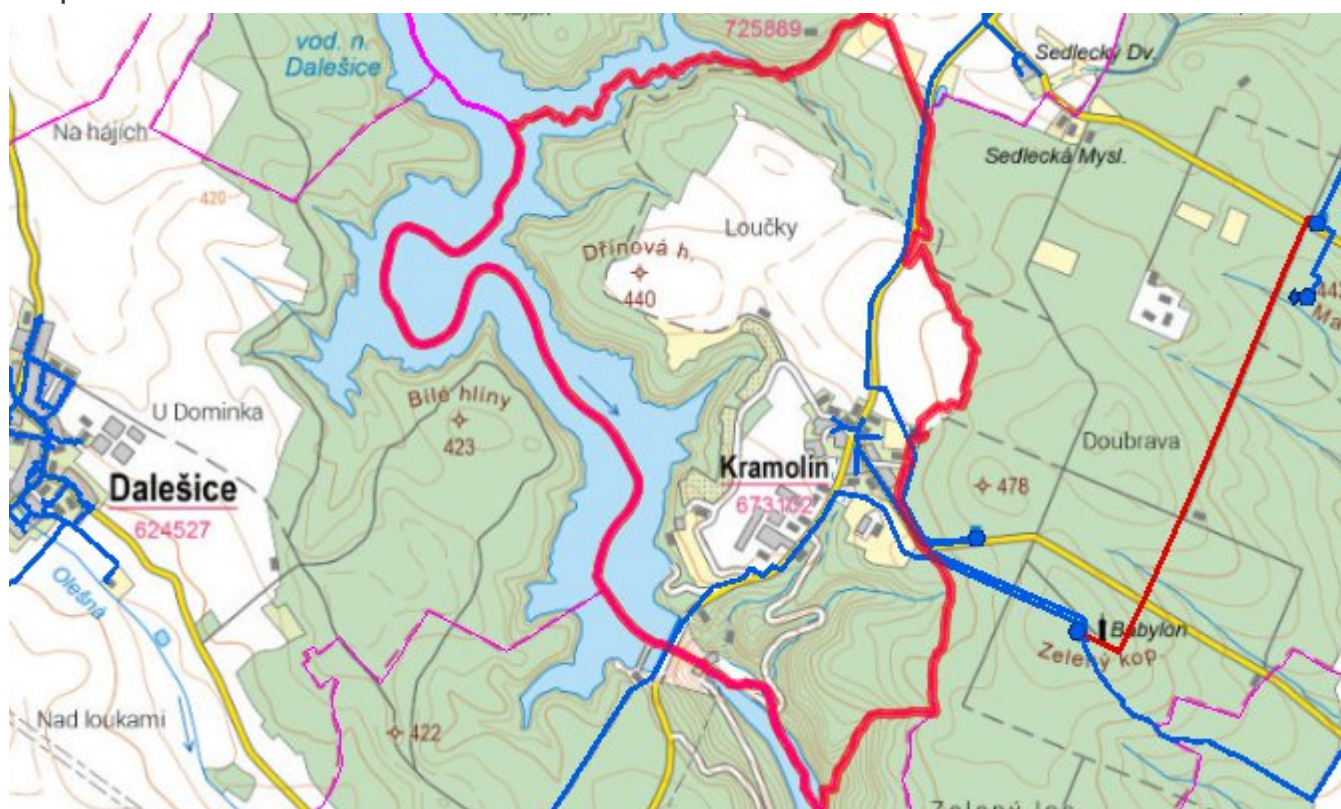 725889
vod. n.
Dalešice
Sedlecký Dv.
Na hájích
Sedlecká Mysl.
420
Loučky
Dřínová h.
440
Bílé hlíny
423
U Dominka
Doubrava
Dalešice
624527
Kramolín
673102
478
Olešná
Babylon
Zelený kop.
Nad loukami
422